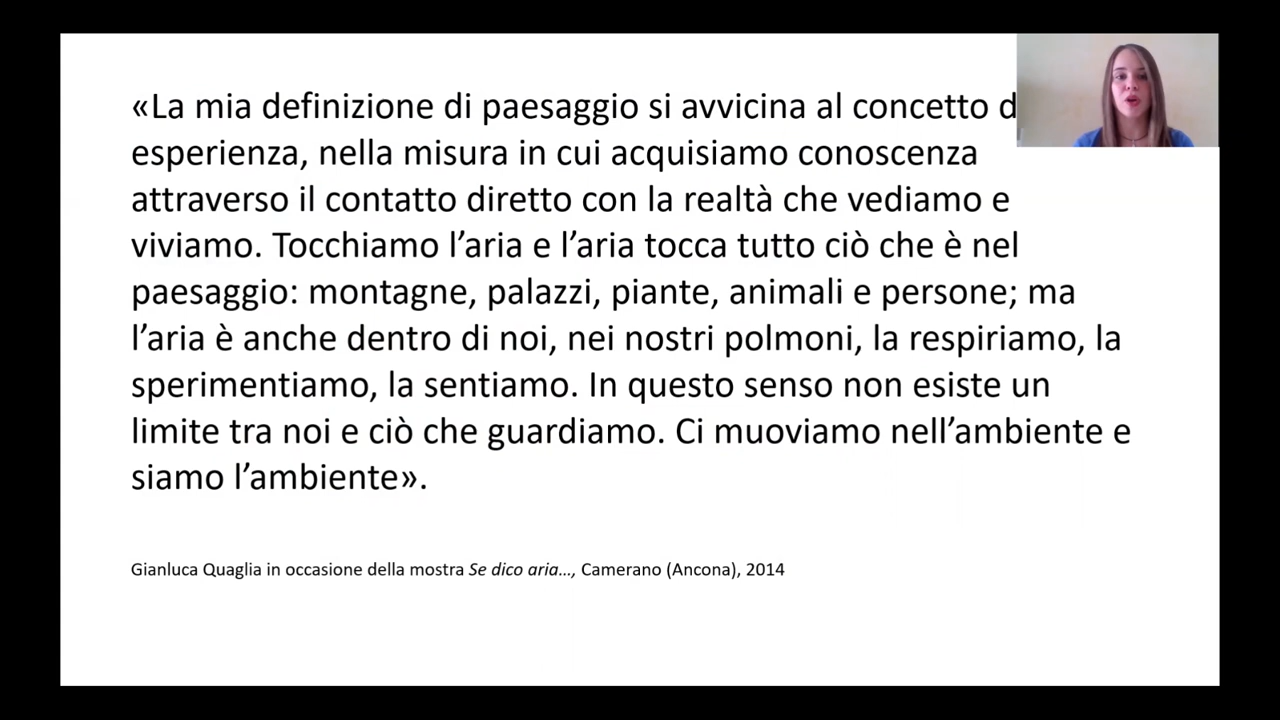 «La mia definizione di paesaggio si avvicina al concetto
esperienza, nella misura in cui acquisiamo conoscenza
attraverso il contatto diretto con la realtà che vediamo e
viviamo. Tocchiamo l’aria e l’aria tocca tutto ciò che è nel
paesaggio: montagne, palazzi, piante, animali e persone; ma
l’aria è anche dentro di noi, nei nostri polmoni, la respiriamo, la
sperimentiamo, la sentiamo. In questo senso non esiste un
limite tra noi e ciò che guardiamo. Ci muoviamo nell’ambiente e
siamo l’ambiente».
Gianluca Quaglia in occasione della mostra Se dico aria…, Camerano (Ancona), 2014